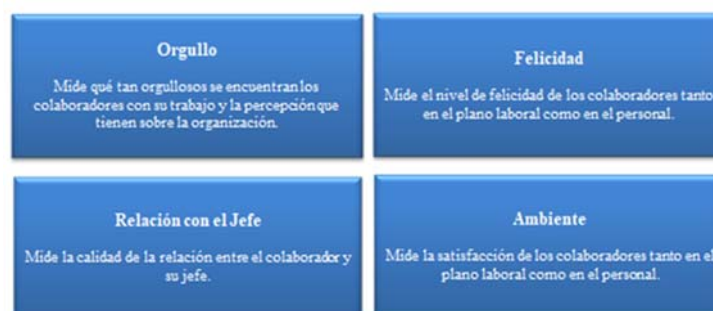 Orgullo
Mide qué tan orgullosos se encuentran los
colaboradores con su trabajo y la percepción que
tienen sobre la organización.
Felicidad
Mide el nivel de felicidad de los colaboradores tanto
en el plano laboral como en el personal.
Relación con el Jefe
Mide la calidad de la relación entre el colaborador y
su jefe.
Ambiente
Mide la satisfacción de los colaboradores tanto en el
plano laboral como en el personal.